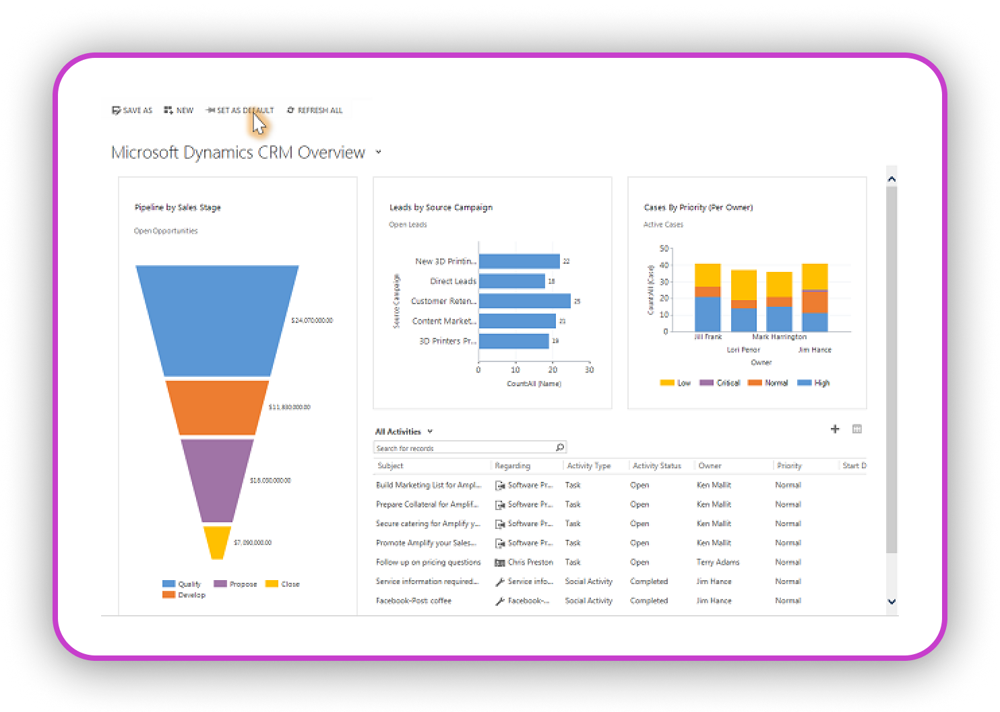 SAVE AS NEW SET AS DEFAULT REFRESH ALL
Microsoft Dynamics CRM Overview
Pipeline by Sales Stage
Open Opportunities
$24,070,000.00
$11,830,000.00
$18,030,000.00
$7,090,000.00
Qualify Propose Close
Develop
Leads by Source Campaign
Open Leads
Source Campaign
New 3D Printin... 22
Direct Leads 18
Customer Reten... 25
Content Market... 21
3D Printers Pr... 19
0 10 20 30
Count:All (Name)
Cases By Priority (Per Owner)
Active Cases
Count:All (Case)
50
40
30
20
10
0
Jill Frank Mark Harrington
Lori Penor Jim Hance
Owner
Low Critical Normal High
All Activities
Search for records
Subject Regarding Activity Type Activity Status Owner Priority Start D
Build Marketing List for Ampl... Software Pr... Task Open Ken Mallit Normal
Prepare Collateral for Amplif... Software Pr... Task Open Ken Mallit Normal
Secure catering for Amplify y... Software Pr... Task Open Ken Mallit Normal
Promote Amplify your Sales... Software Pr... Task Open Ken Mallit Normal
Follow up on pricing questions Chris Preston Task Open Terry Adams Normal
Service information required... Service info... Social Activity Completed Jim Hance Normal
Facebook-Post: coffee Facebook-... Social Activity Completed Jim Hance Normal